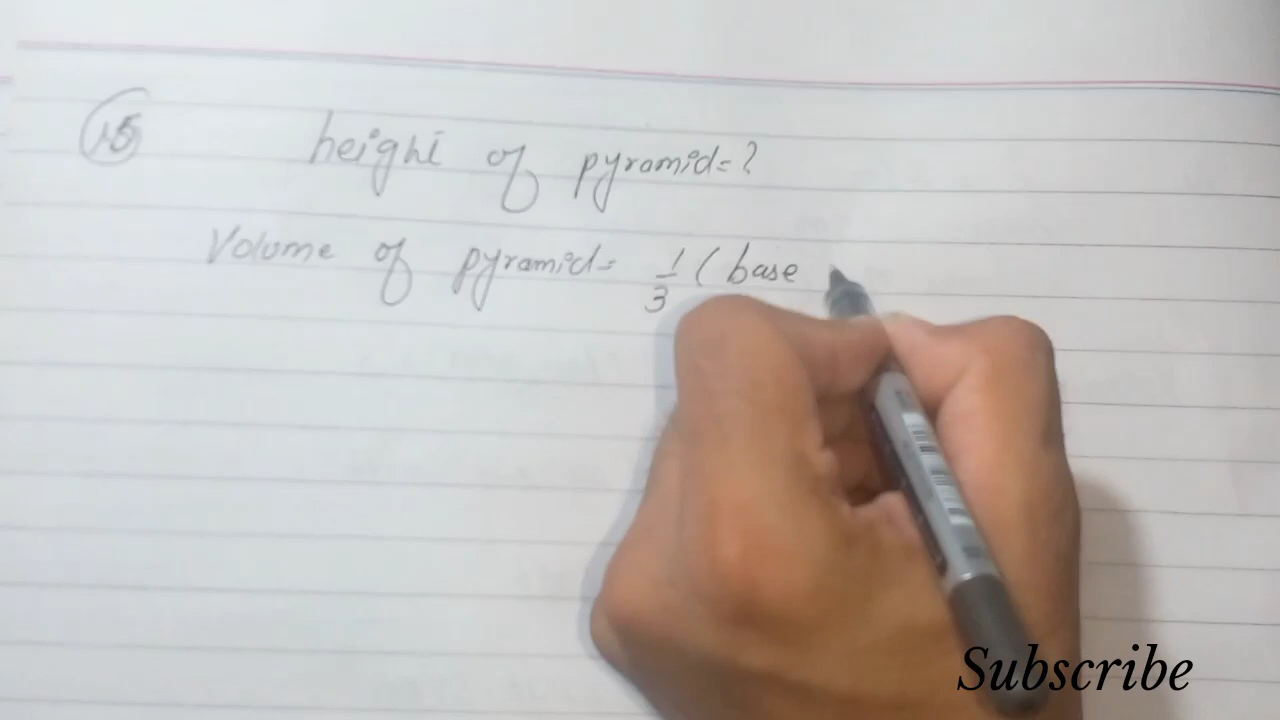 15 height of pyramid=?
Volume of pyramid= 1/3 (base
Subscribe